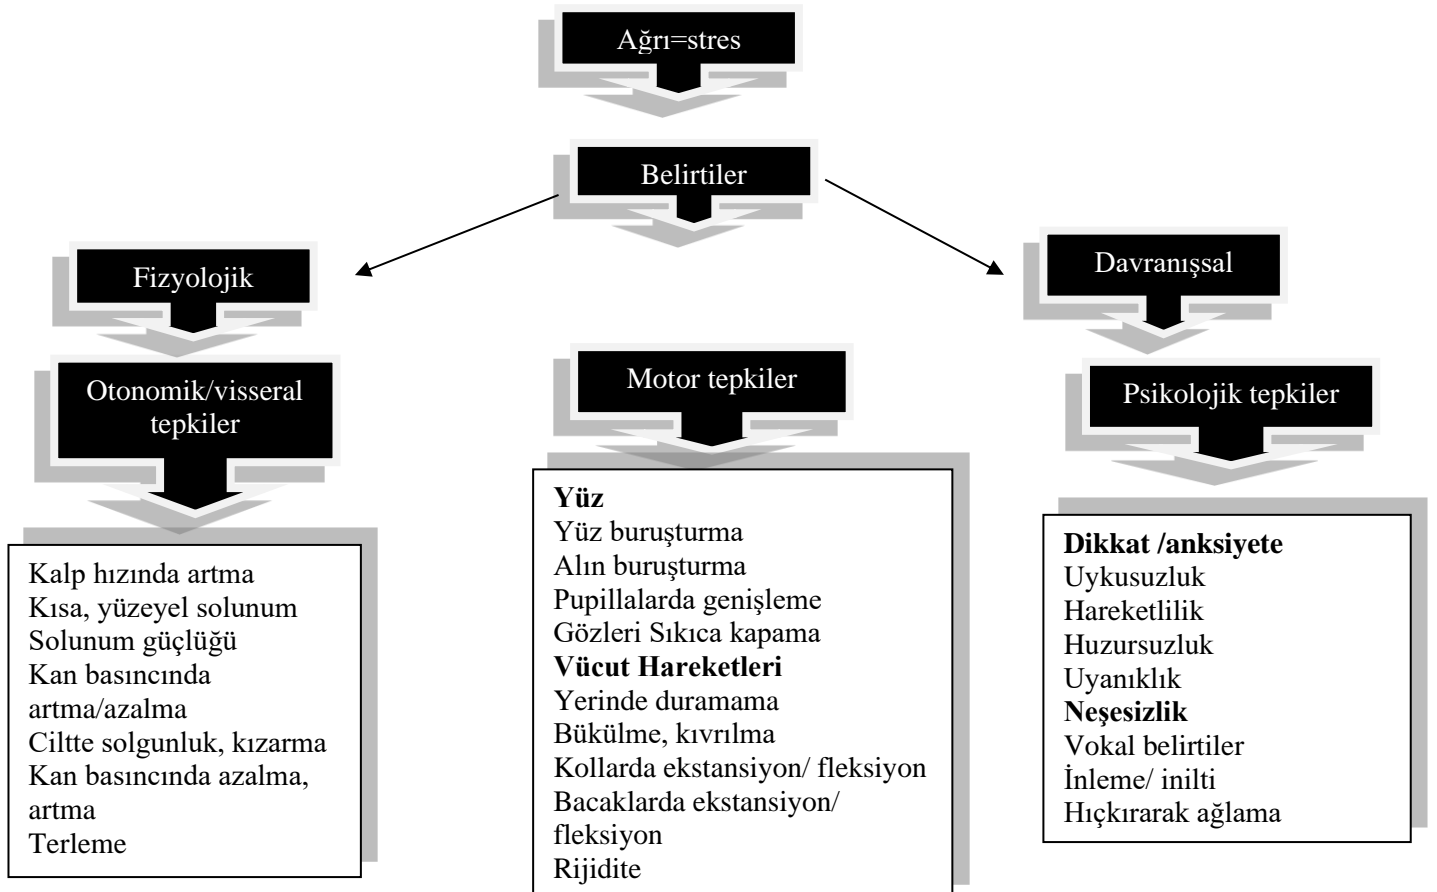 Ağrı=stres
Belirtiler
Fizyolojik
Davranışsal
Otonomik/visseral
tepkiler
Motor tepkiler
Psikolojik tepkiler
Kalp hızında artma
Kısa, yüzeyel solunum
Solunum güçlüğü
Kan basıncında
artma/azalma
Ciltte solgunluk, kızarma
Kan basıncında azalma,
artma
Terleme
Yüz
Yüz buruşturma
Alın buruşturma
Pupillalarda genişleme
Gözleri Sıkıca kapama
Vücut Hareketleri
Yerinde duramama
Bükülme, kıvrılma
Kollarda ekstansiyon/ fleksiyon
Bacaklarda ekstansiyon/
fleksiyon
Rijidite
Dikkat /anksiyete
Uykusuzluk
Hareketlilik
Huzursuzluk
Uyanıklık
Neşesizlik
Vokal belirtiler
İnleme/ inilti
Hıçkırarak ağlama